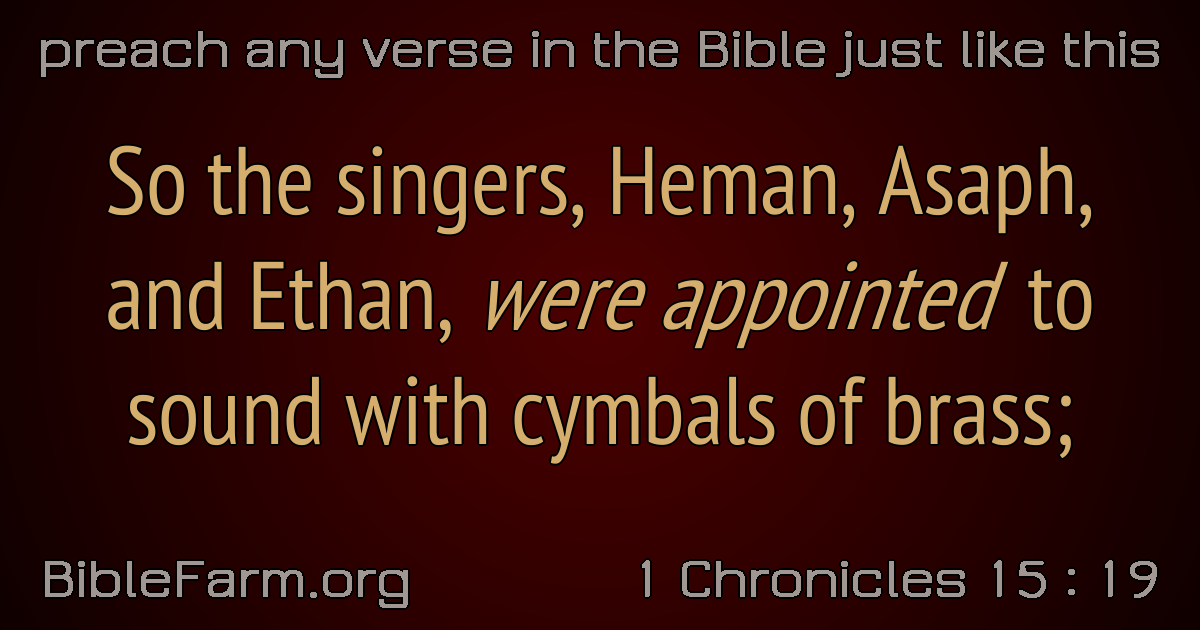 preach any verse in the Bible just like this
So the singers, Heman, Asaph,
and Ethan, were appointed to
sound with cymbals of brass;
BibleFarm.org
1 Chronicles 15 : 19